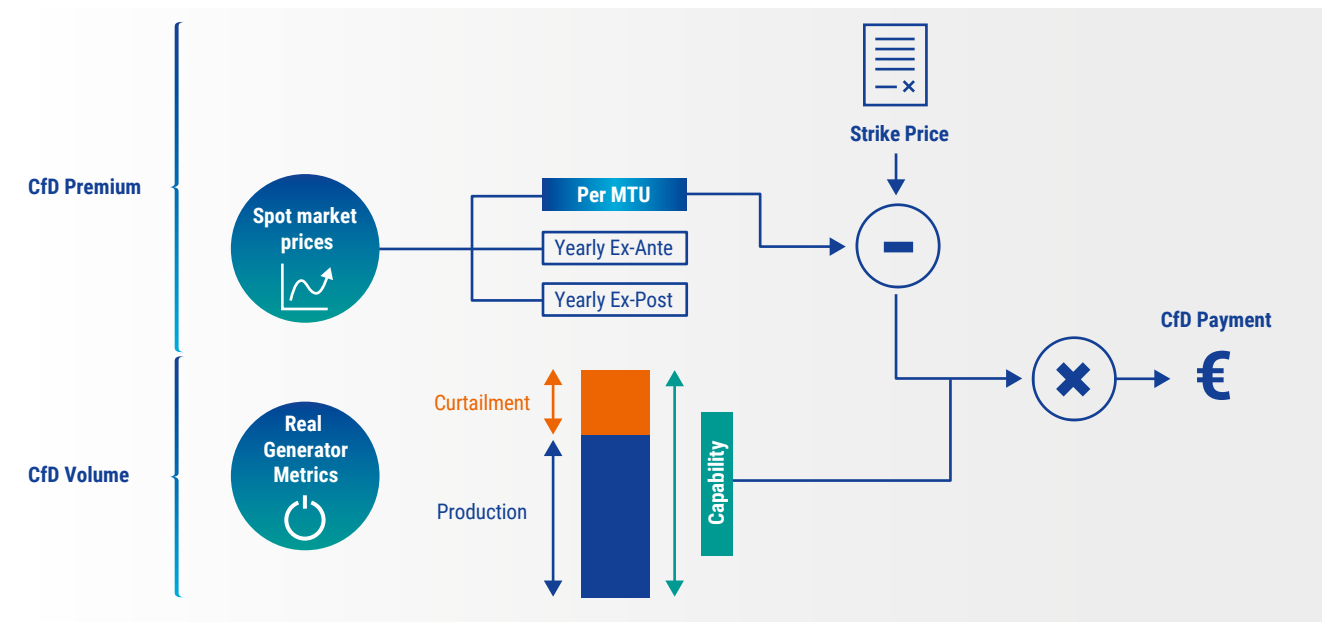 Strike Price
CfD Premium
Spot market
prices
Per MTU
Yearly Ex-Ante
Yearly Ex-Post
CfD Payment
€
CfD Volume
Real
Generator
Metrics
Curtailment
Production
Capability